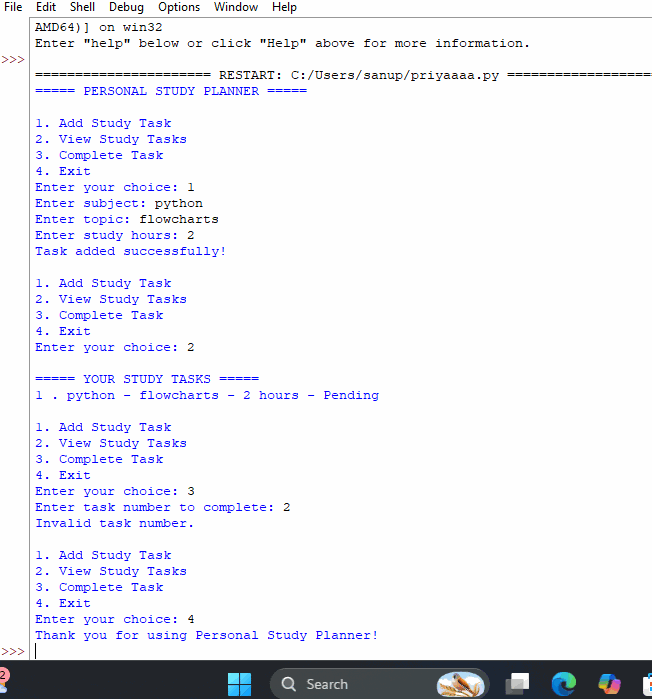 File Edit Shell Debug Options Window Help
AMD64)] on win32
Enter "help" below or click "Help" above for more information.
>>>
====================== RESTART: C:/Users/sanup/priyaaaa.py ==================
===== PERSONAL STUDY PLANNER =====
1. Add Study Task
2. View Study Tasks
3. Complete Task
4. Exit
Enter your choice: 1
Enter subject: python
Enter topic: flowcharts
Enter study hours: 2
Task added successfully!
1. Add Study Task
2. View Study Tasks
3. Complete Task
4. Exit
Enter your choice: 2
===== YOUR STUDY TASKS =====
1 . python - flowcharts - 2 hours - Pending
1. Add Study Task
2. View Study Tasks
3. Complete Task
4. Exit
Enter your choice: 3
Enter task number to complete: 2
Invalid task number.
1. Add Study Task
2. View Study Tasks
3. Complete Task
4. Exit
Enter your choice: 4
Thank you for using Personal Study Planner!
>>>
2
Search